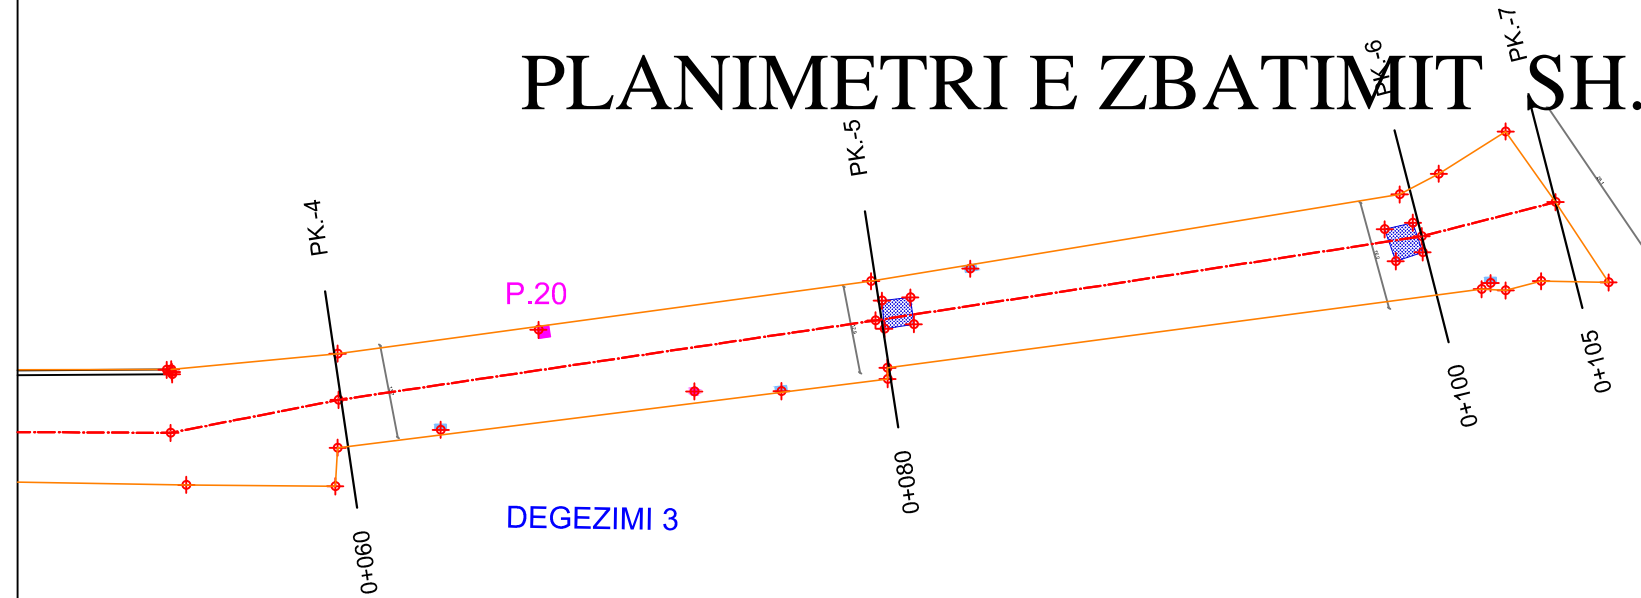 PLANIMETRI E ZBATIMIT SH.
PK.-4
PK.-5
PK.-6
PK.-7
P.20
DEGEZIMI 3
0+060
0+080
0+100
0+105